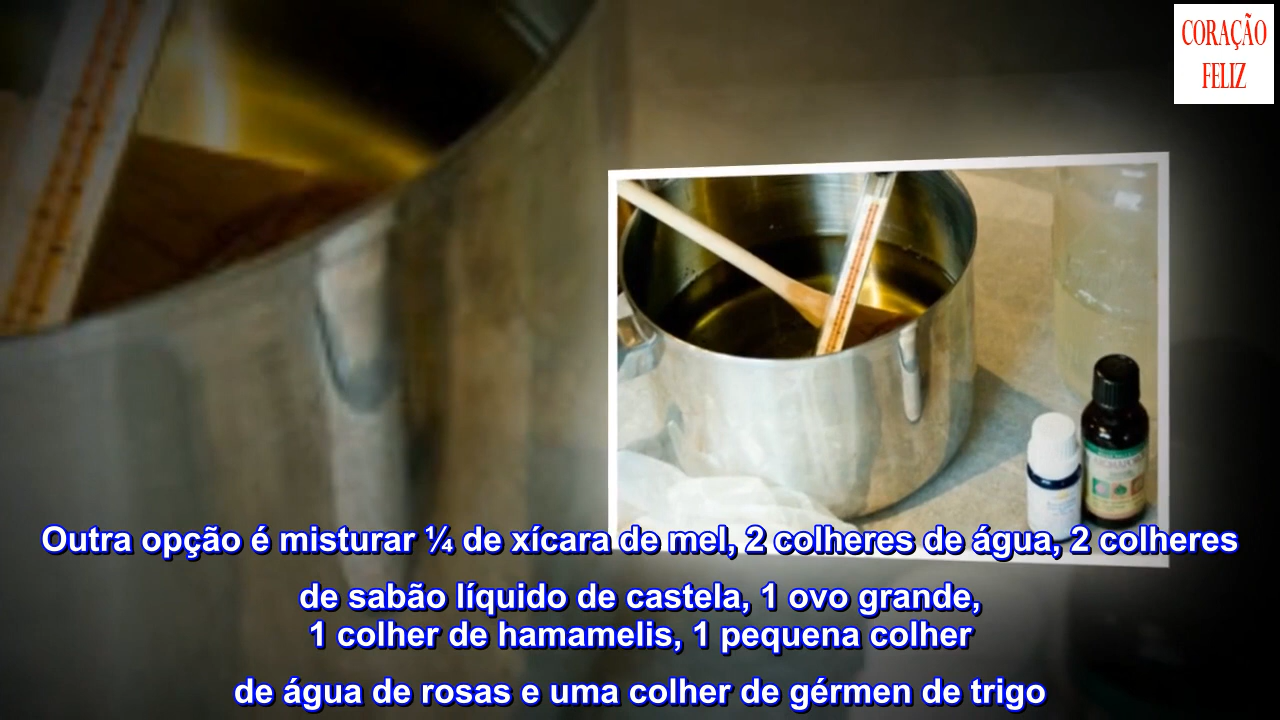 CORAÇÃO
FELIZ
Outra opção é misturar ¼ de xícara de mel, 2 colheres de água, 2 colheres
de sabão líquido de castela, 1 ovo grande,
1 colher de hamamelis, 1 pequena colher
de água de rosas e uma colher de gérmen de trigo